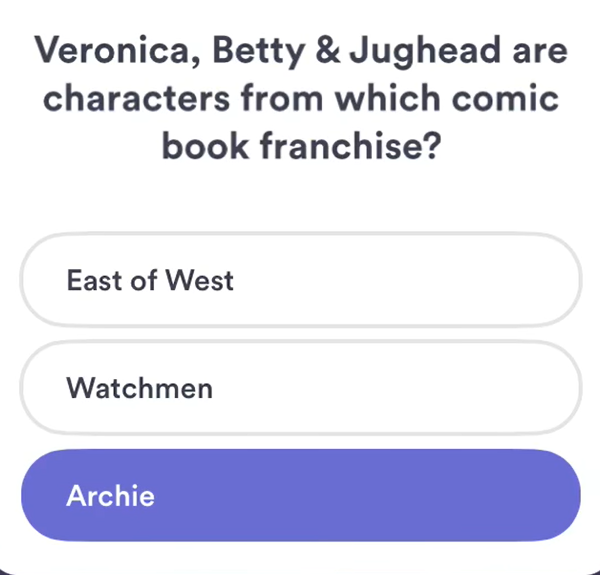 Veronica, Betty & Jughead are
characters from which comic
book franchise?
East of West
Watchmen
Archie